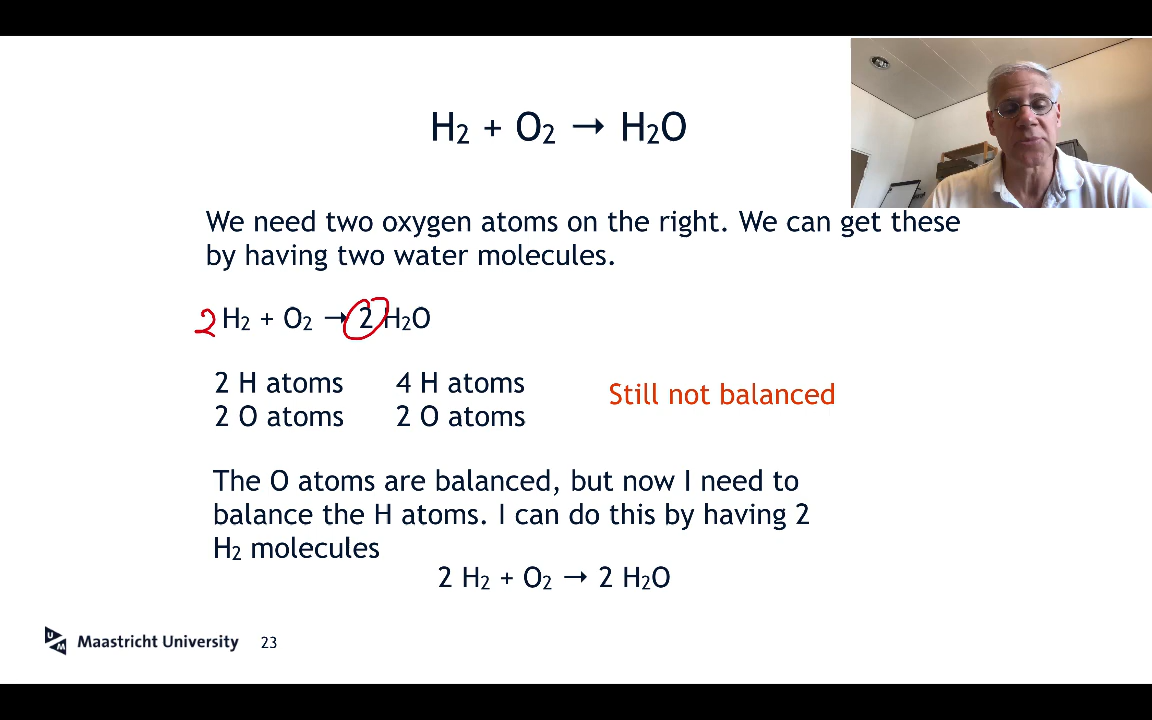 H₂ + O₂ → H₂O
We need two oxygen atoms on the right. We can get these
by having two water molecules.
2 H₂ + O₂ → 2 H₂O
2 H atoms 4 H atoms
2 O atoms 2 O atoms
Still not balanced
The O atoms are balanced, but now I need to
balance the H atoms. I can do this by having 2
H₂ molecules
2 H₂ + O₂ → 2 H₂O
UM Maastricht University 23